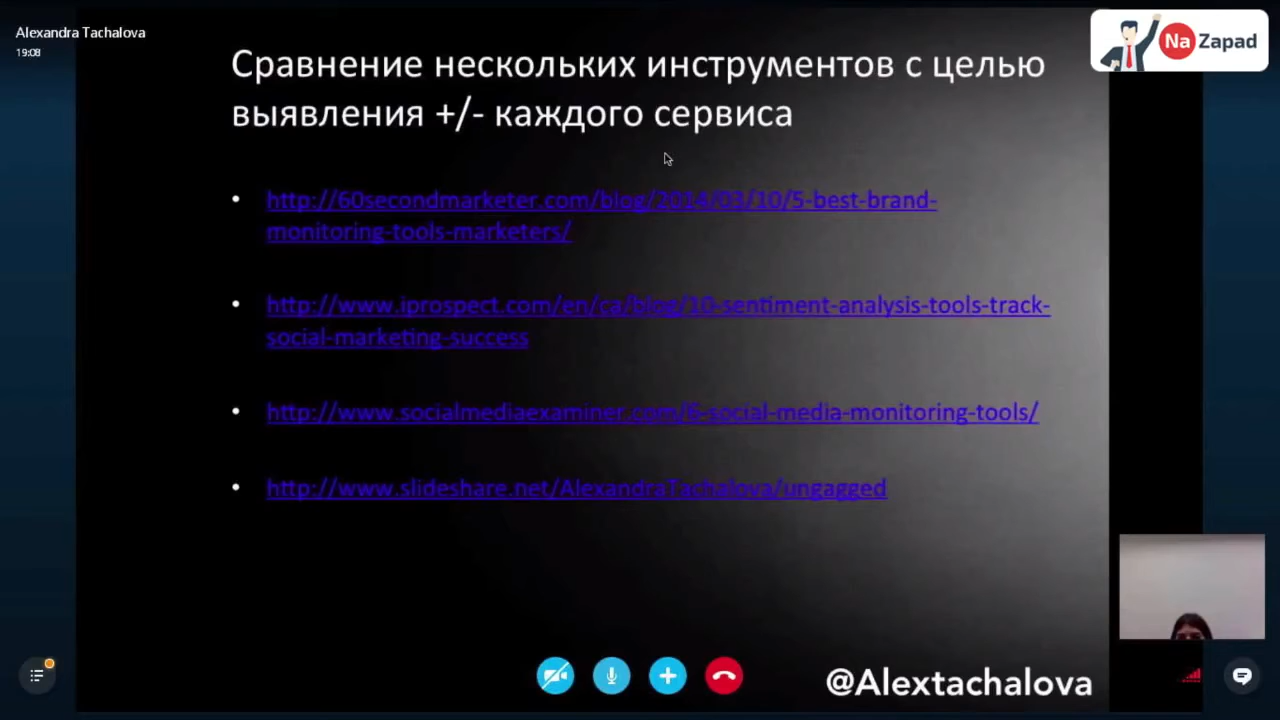 Alexandra Tachalova
19:08
Na Zapad
Сравнение нескольких инструментов с целью
выявления +/- каждого сервиса
• http://60secondmarketer.com/blog/2014/03/10/5-best-brand-
monitoring-tools-marketers/
• http://www.iprospect.com/en/ca/blog/10-sentiment-analysis-tools-track-
social-marketing-success
• http://www.socialmediaexaminer.com/6-social-media-monitoring-tools/
• http://www.slideshare.net/AlexandraTachalova/ungagged
@Alextachalova